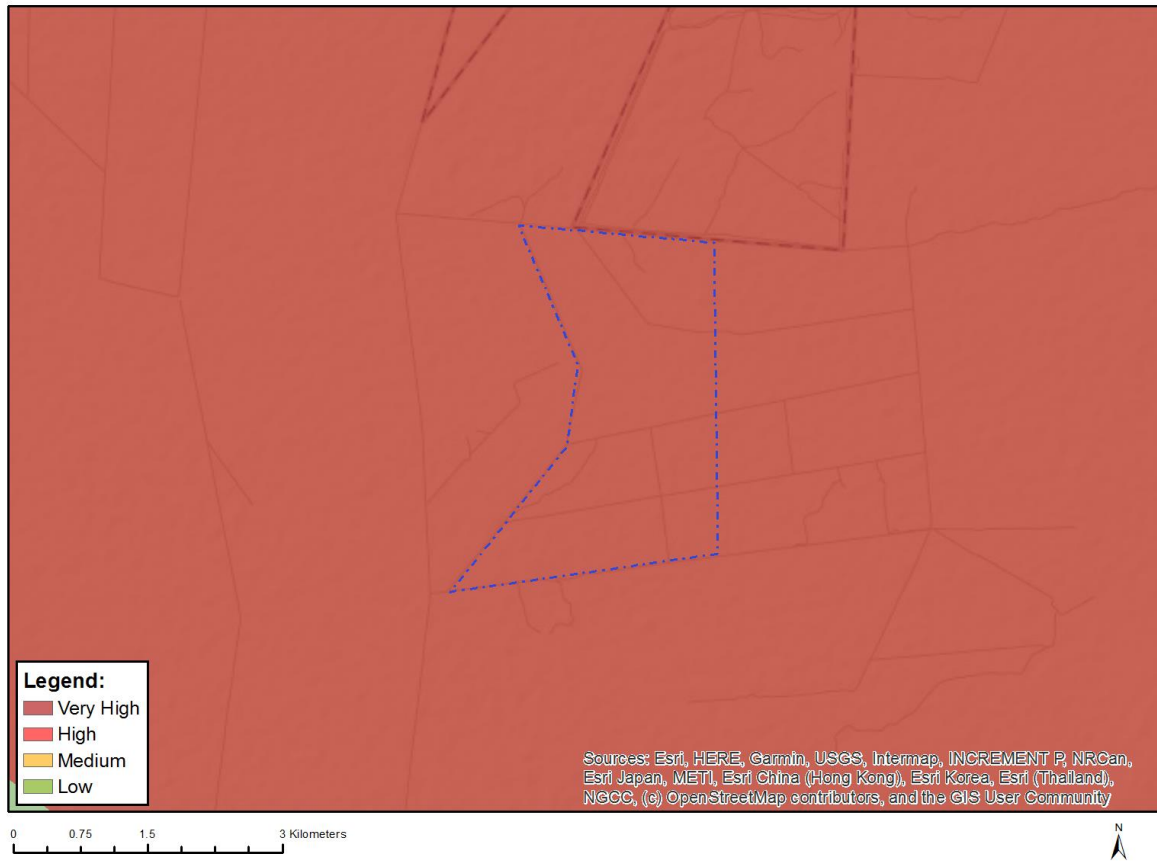 Legend:
Very High
High
Medium
Low
Sources: Esri, HERE, Garmin, USGS, Intermap, INCREMENT P, NRCan,
Esri Japan, METI, Esri China (Hong Kong), Esri Korea, Esri (Thailand),
NGCC, (c) OpenStreetMap contributors, and the GIS User Community
0 0.75 1.5 3 Kilometers
N